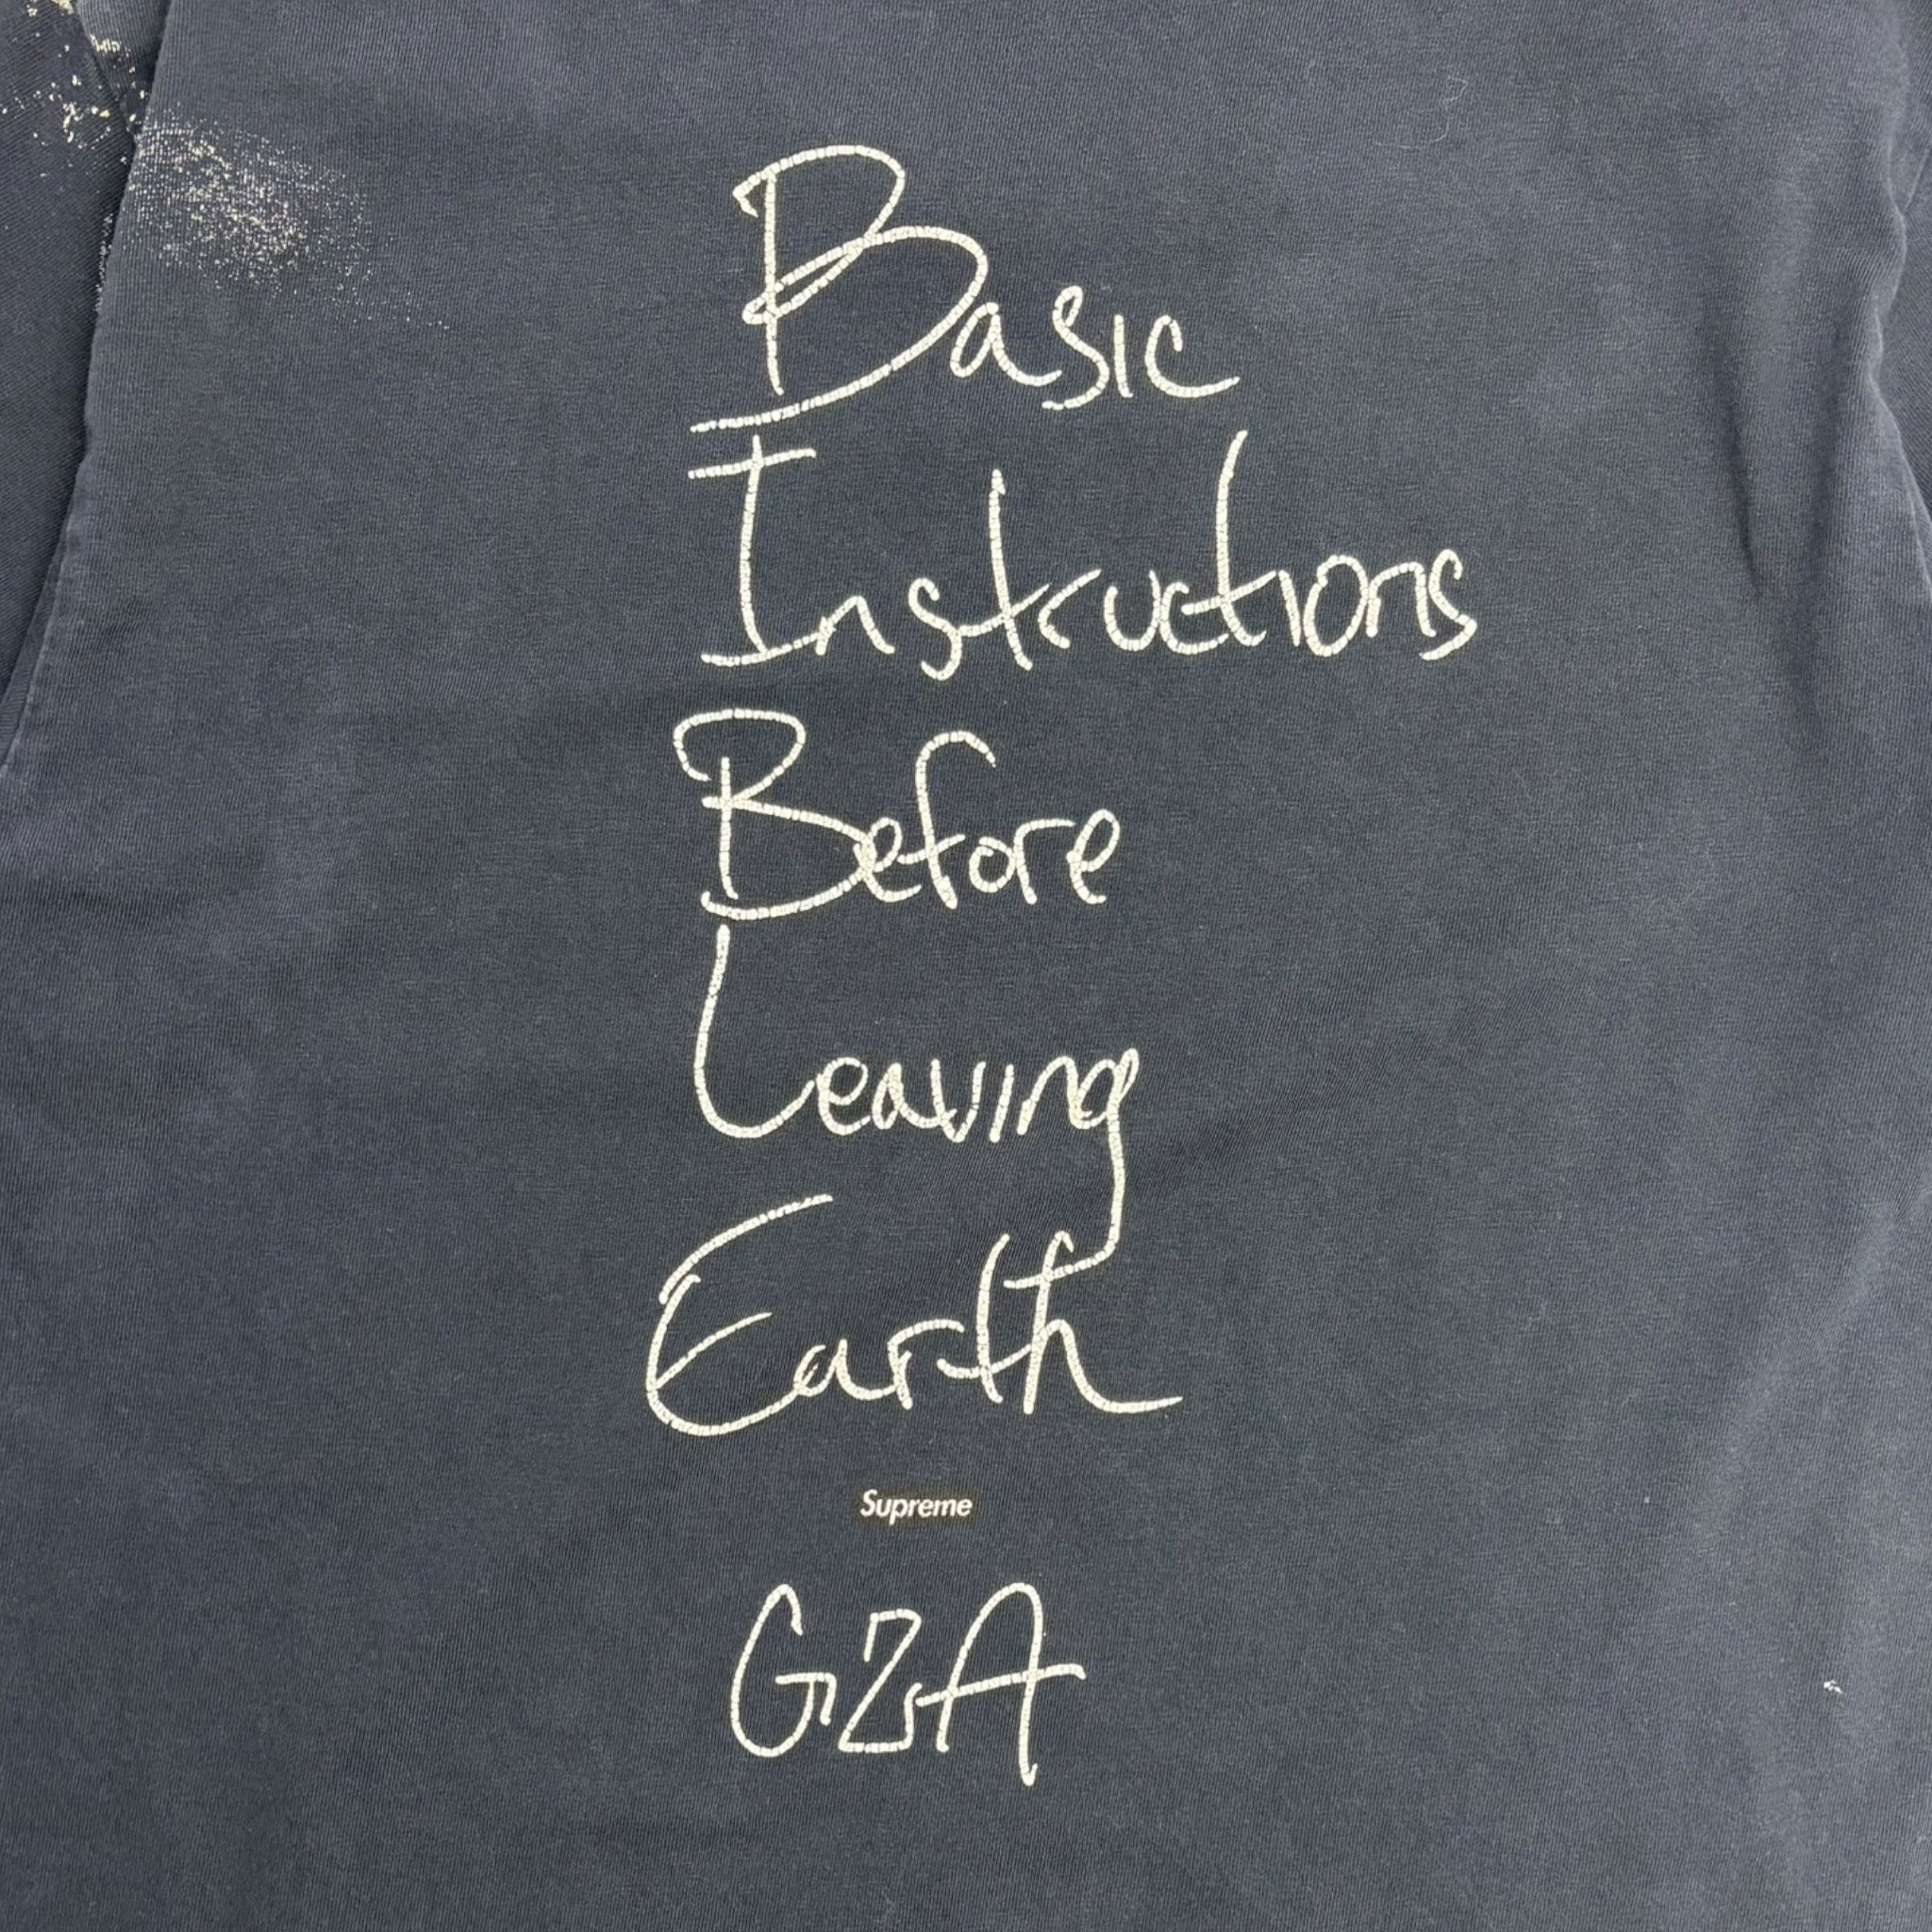 Basic
Instructions
Before
Leaving
Earth
Supreme
GZA